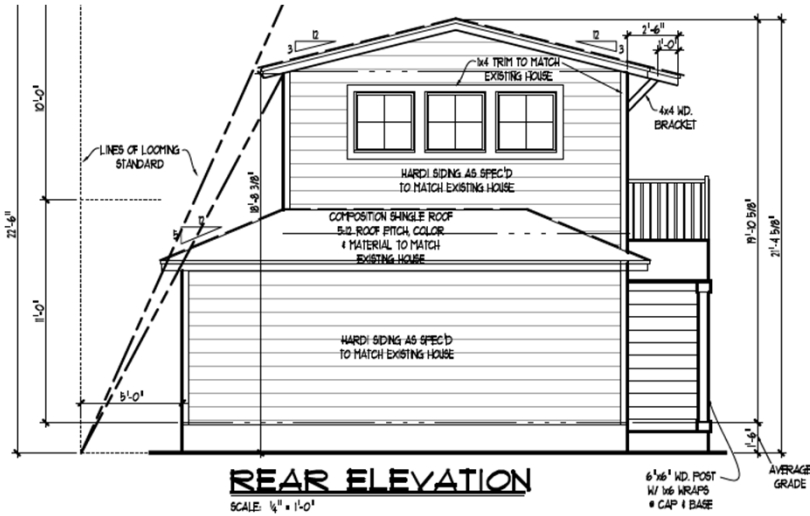 12
3
12
3
2'-6"
1'-0"
1x4 TRIM TO MATCH
EXISTING HOUSE
4x4 WD.
BRACKET
10'-0"
LINES OF LOOMING
STANDARD
HARDI SIDING AS SPEC'D
TO MATCH EXISTING HOUSE
18'-8 3/8"
12
5
COMPOSITION SHINGLE ROOF
5:12 ROOF PITCH, COLOR
& MATERIAL TO MATCH
EXISTING HOUSE
22'-6"
19'-10 5/8"
21'-4 5/8"
11'-0"
HARDI SIDING AS SPEC'D
TO MATCH EXISTING HOUSE
5'-0"
1'-6"
AVERAGE
GRADE
REAR ELEVATION
SCALE: 1/4" = 1'-0"
6"x6" WD. POST
W/ 1x6 WRAPS
@ CAP & BASE